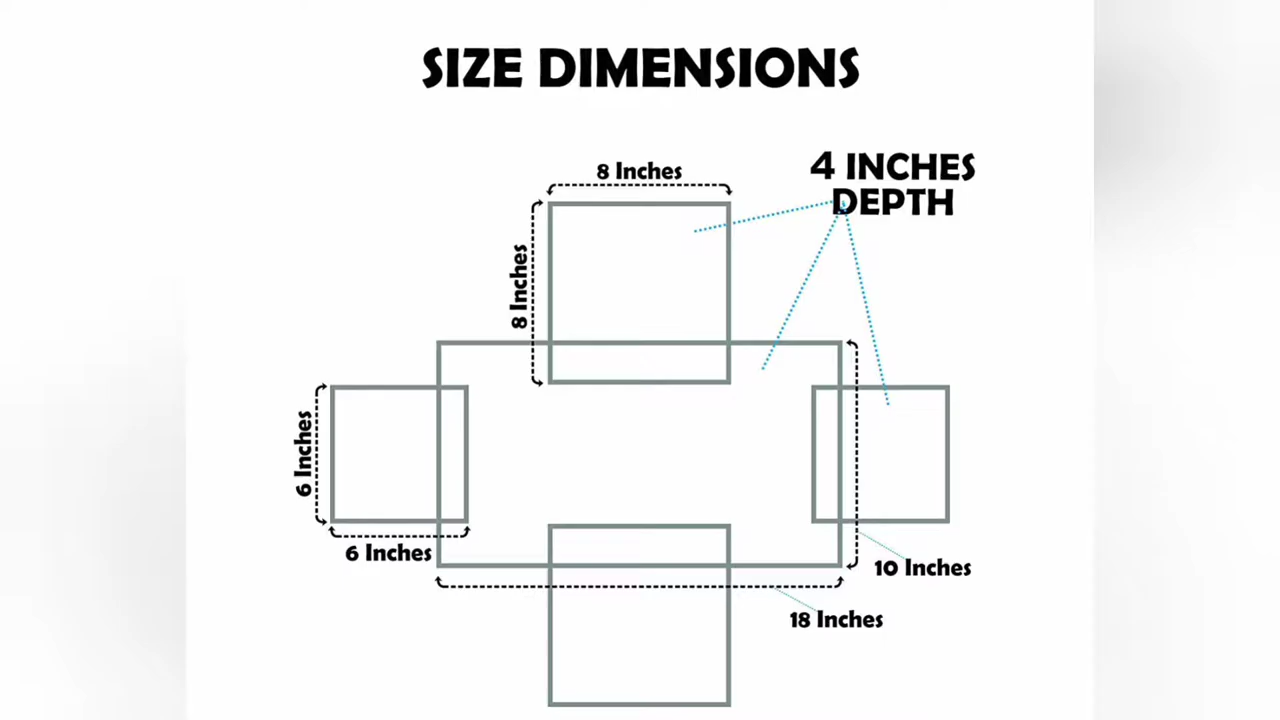 SIZE DIMENSIONS
8 Inches
4 INCHES
DEPTH
8 Inches
6 Inches
6 Inches
10 Inches
18 Inches